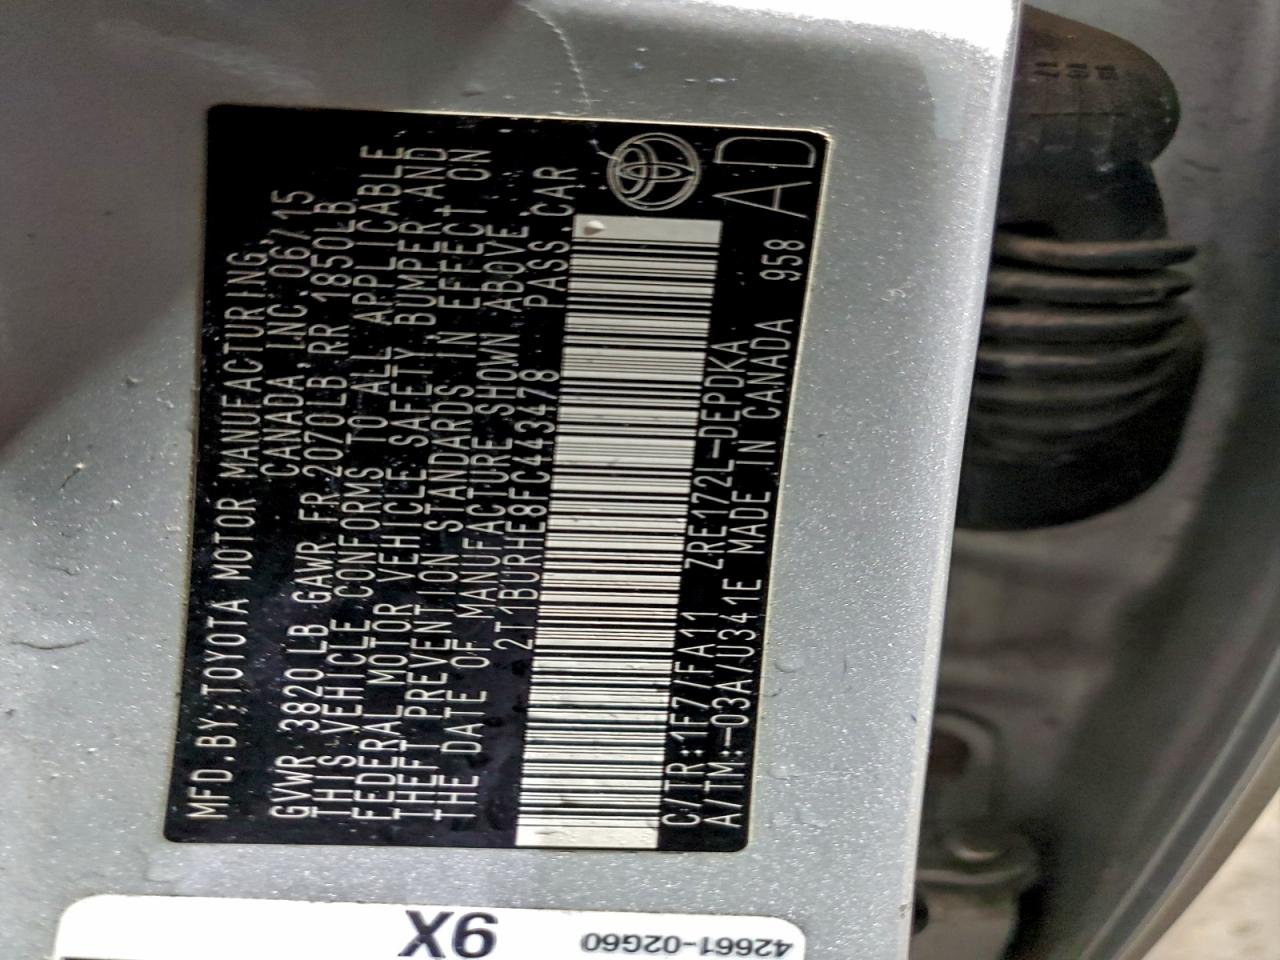 MFD.BY:TOYOTA MOTOR MANUFACTURING
CANADA, INC. 06/15
GVWR 3820LB GAWR FR 2070LB RR 1850LB
THIS VEHICLE CONFORMS TO ALL APPLICABLE
FEDERAL MOTOR VEHICLE SAFETY BUMPER AND
THEFT PREVENTION STANDARDS IN EFFECT ON
THE DATE OF MANUFACTURE SHOWN ABOVE.
2T1BURHE8FC443478 PASS CAR
C/TR:1F7/FA11 ZRE172L-DEPDKA
A/TM:-03A/U341E MADE IN CANADA 958
AD
9X
42661-02G60